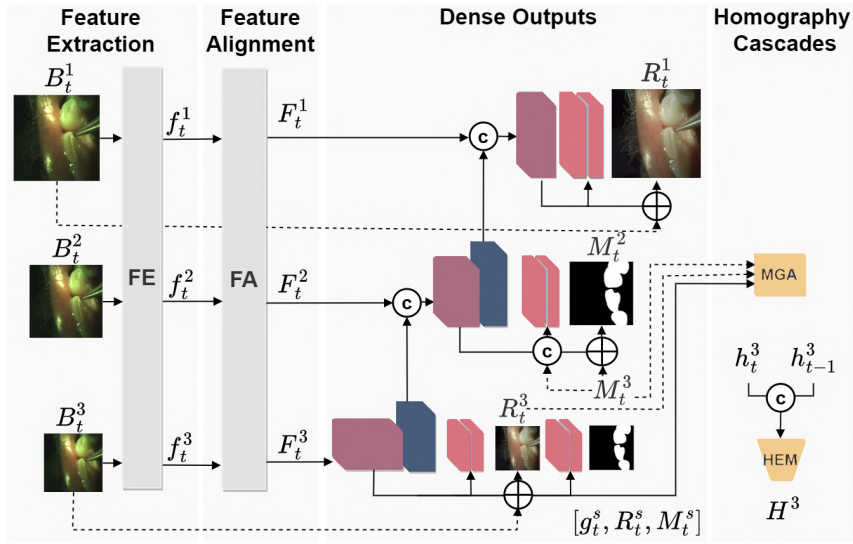 Feature
Extraction
Feature
Alignment
Dense Outputs
Homography
Cascades
B_t^1
f_t^1
F_t^1
c
R_t^1
B_t^2
FE
f_t^2
FA
F_t^2
c
M_t^2
MGA
c
M_t^3
h_t^3
h_{t-1}^3
c
B_t^3
f_t^3
F_t^3
R_t^3
HEM
[g_t^s, R_t^s, M_t^s]
H^3